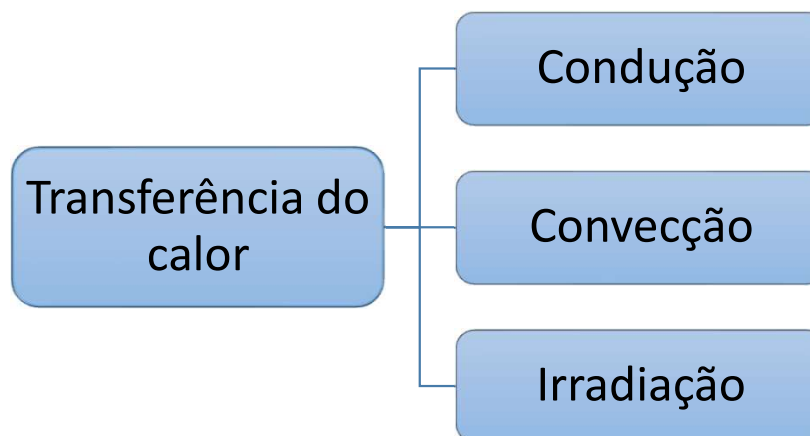 Transferência do
calor
Condução
Convecção
Irradiação